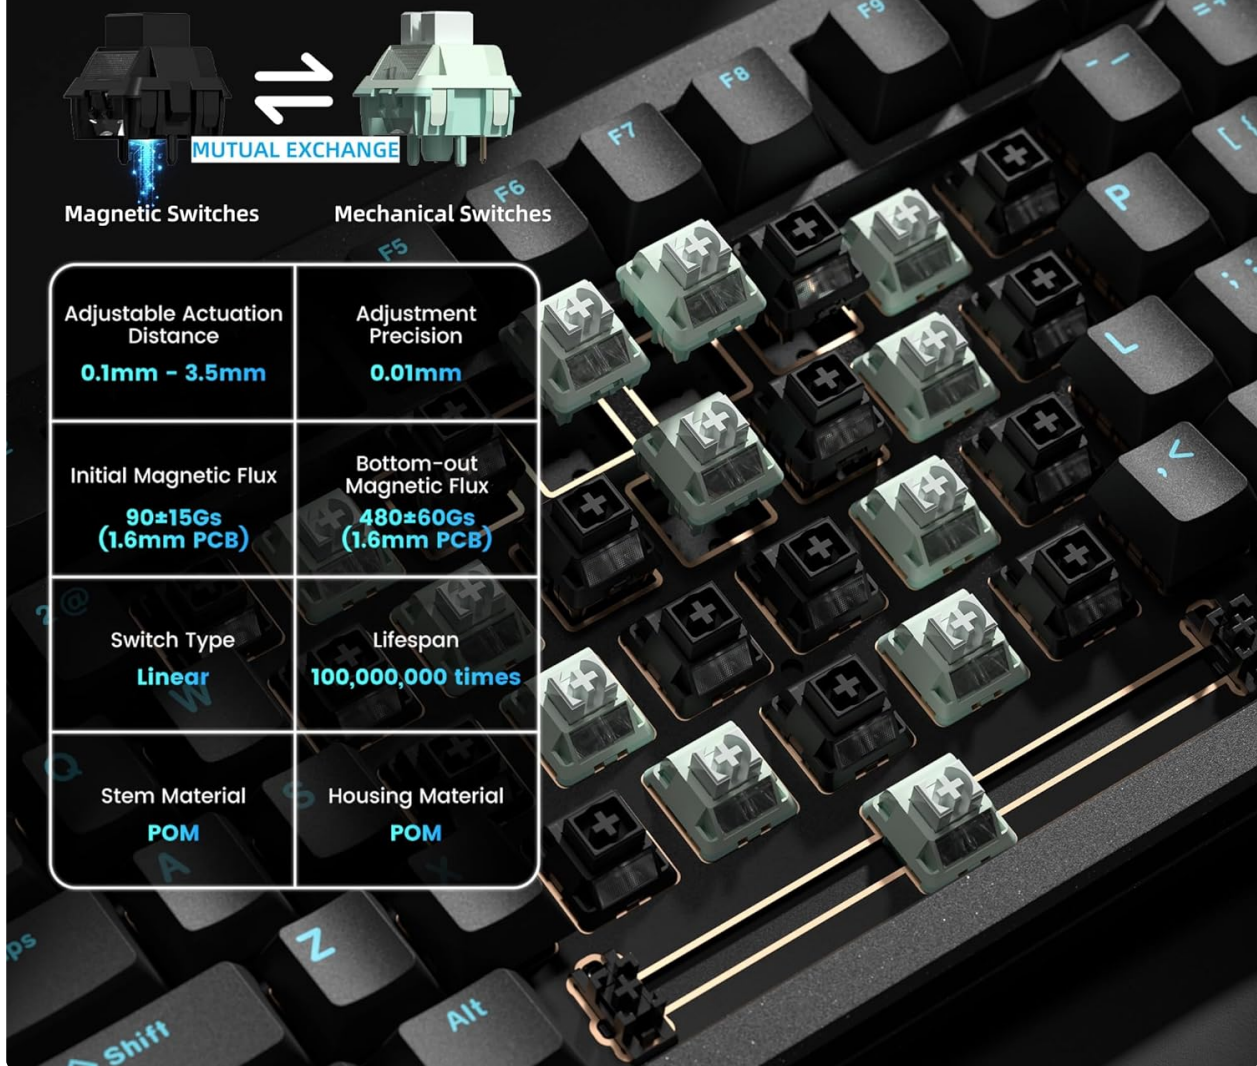 MUTUAL EXCHANGE
Magnetic Switches
Mechanical Switches
Adjustable Actuation
Distance
0.1mm - 3.5mm
Adjustment
Precision
0.01mm
Initial Magnetic Flux
90±15Gs
(1.6mm PCB)
Bottom-out
Magnetic Flux
480±60Gs
(1.6mm PCB)
Switch Type
Linear
Lifespan
100,000,000 times
Stem Material
POM
Housing Material
POM
F5
F6
F7
F8
F9
- _
= +
[ {
P
; :
L
, <
2 @
W
Q
S
A
X
Z
Shift
Alt